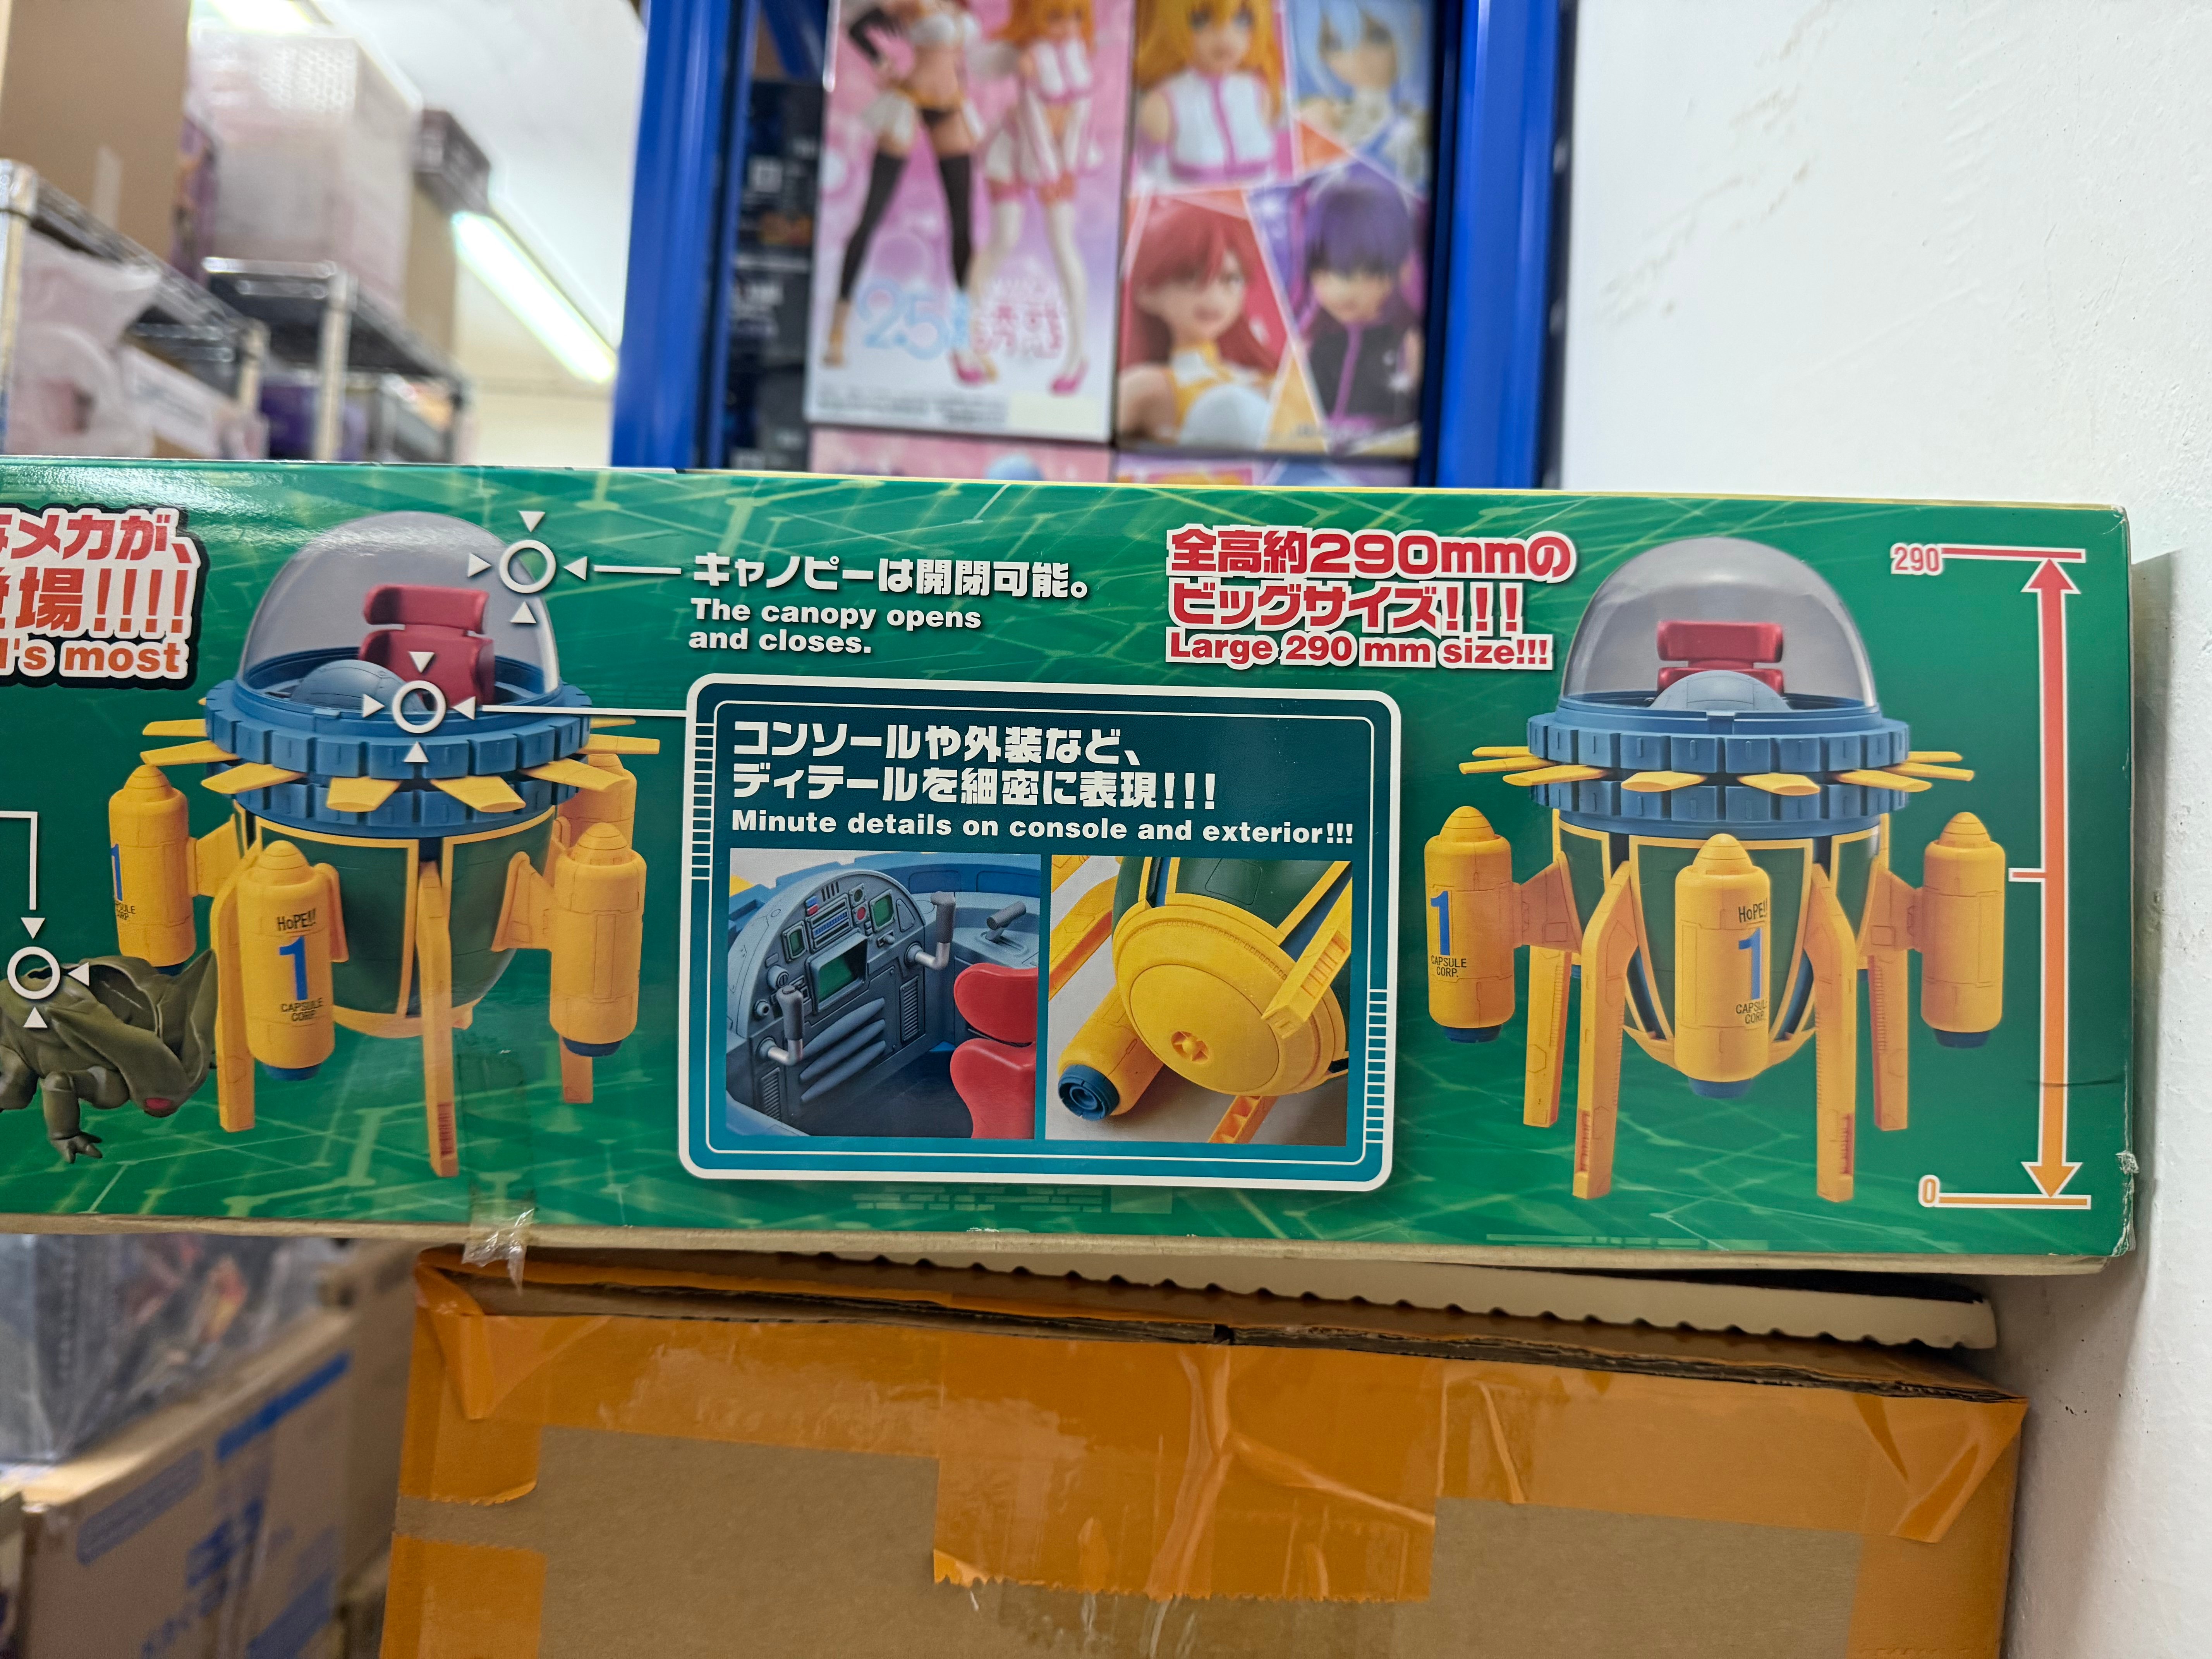 メカが、
場!!!!
's most
キャノピーは開閉可能。
The canopy opens
and closes.
全高約290mmの
ビッグサイズ!!!
Large 290 mm size!!!
290
0
コンソールや外装など、
ディテールを細密に表現!!!
Minute details on console and exterior!!!
1
CORP.
HoPE!!
1
CAPSULE
CORP.
1
CAPSULE
CORP.
HoPE!!
1
25